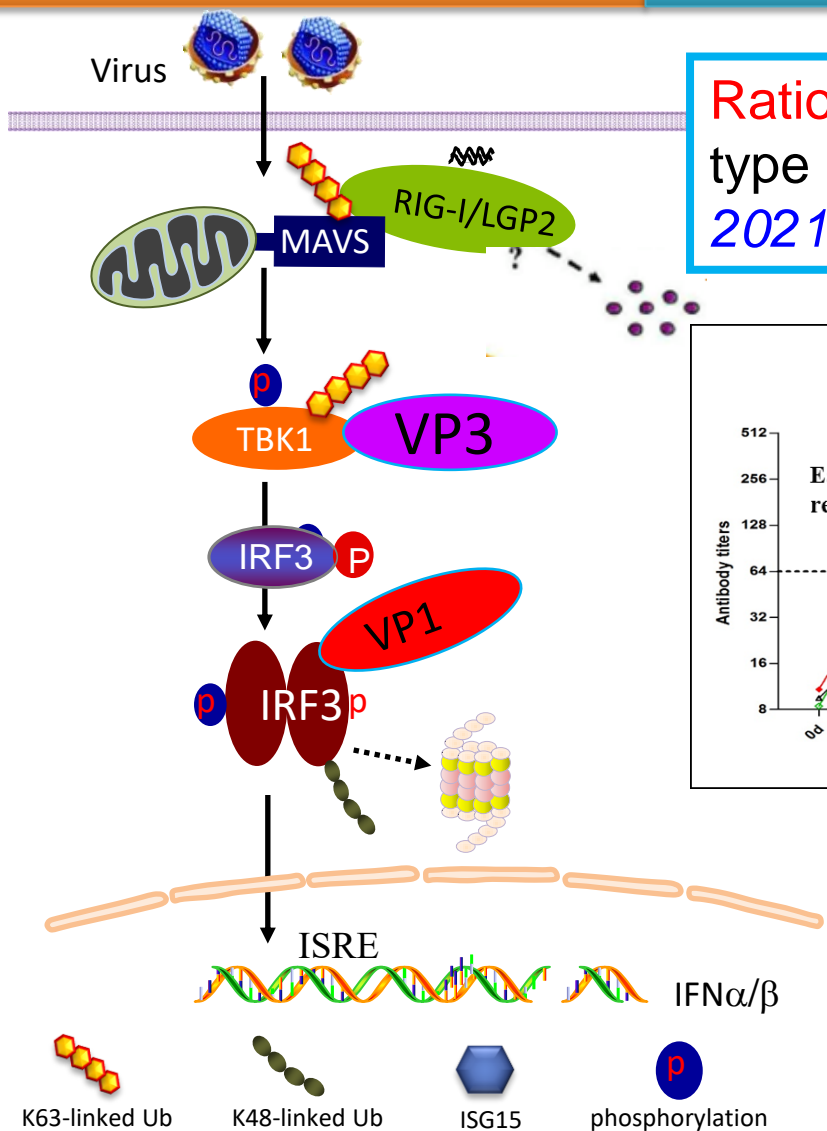 Virus
Ratio
type
2021
RIG-I/LGP2
MAVS
?
p
TBK1
VP3
IRF3
P
VP1
p
IRF3
p
512
256
128
64
32
16
8
Antibody titers
E
re
0d
ISRE
IFNα/β
p
K63-linked Ub
K48-linked Ub
ISG15
phosphorylation